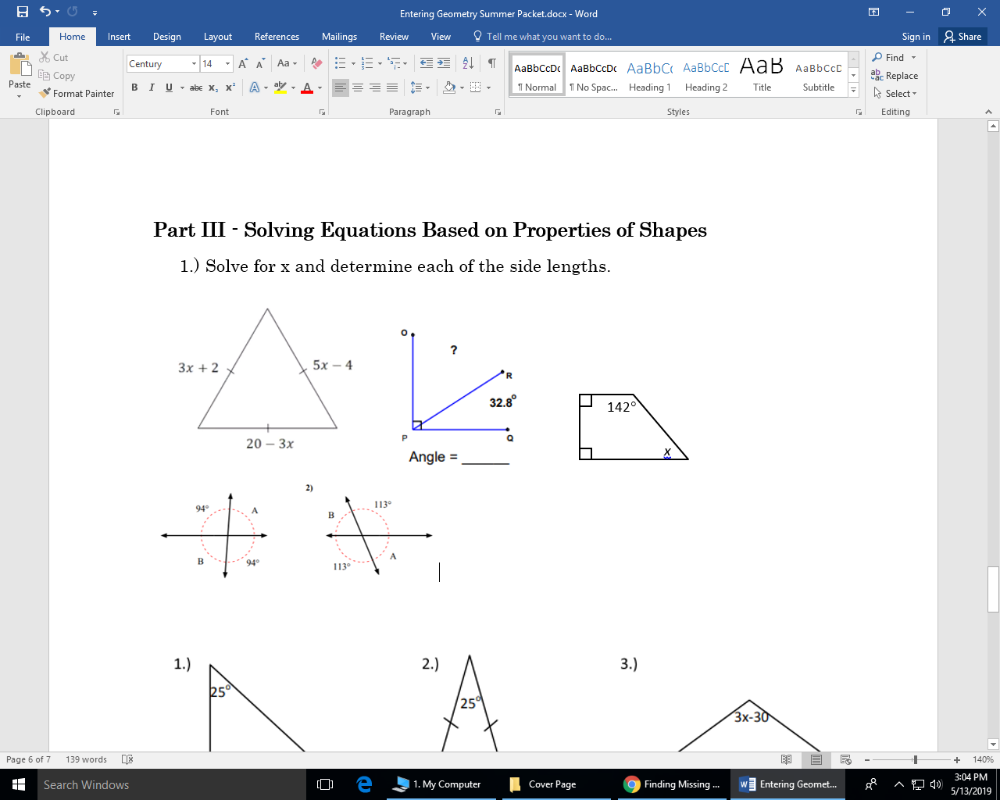 Entering Geometry Summer Packet.docx - Word
File Home Insert Design Layout References Mailings Review View Tell me what you want to do... Sign in Share
Paste
Cut
Copy
Format Painter
Century 14 Aa
B I U abc x₂ x² A aby A
AaBbCcDc AaBbCcDc AaBbCc AaBbCcD AaB AaBbCcD
¶ Normal ¶ No Spac... Heading 1 Heading 2 Title Subtitle
Find
Replace
Select
Clipboard Font Paragraph Styles Editing
Part III - Solving Equations Based on Properties of Shapes
1.) Solve for x and determine each of the side lengths.
3x + 2
5x – 4
20 – 3x
O
?
R
32.8°
P
Q
Angle = ______
142°
x
94°
A
B
94°
2)
113°
B
A
113°
1.)
25°
2.)
25°
3.)
3x-30
Page 6 of 7 139 words 140%
Search Windows
1. My Computer
Cover Page
Finding Missing ...
Entering Geomet...
3:04 PM
5/13/2019